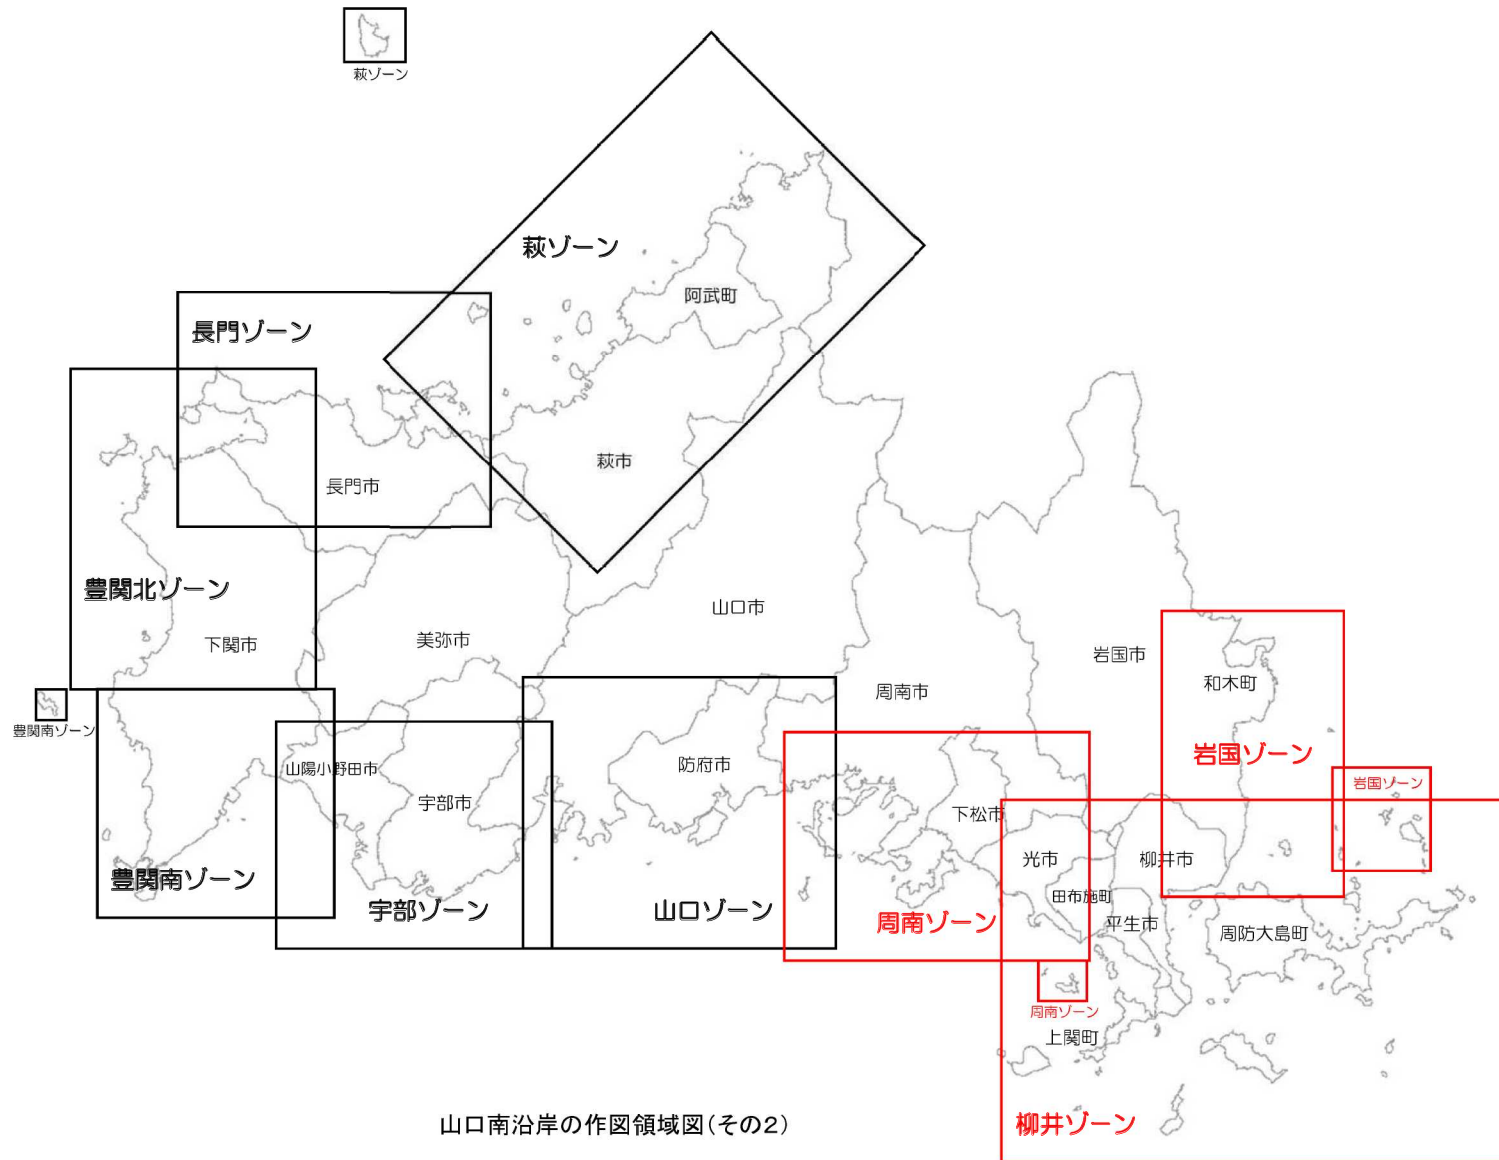 萩ゾーン
萩ゾーン
阿武町
長門ゾーン
萩市
長門市
豊関北ゾーン
山口市
下関市
美弥市
岩国市
和木町
周南市
豊関南ゾーン
岩国ゾーン
防府市
山陽小野田市
岩国ゾーン
宇部市
下松市
光市
柳井市
豊関南ゾーン
田布施町
宇部ゾーン
山口ゾーン
周南ゾーン
平生市
周防大島町
周南ゾーン
上関町
柳井ゾーン
山口南沿岸の作図領域図(その2)